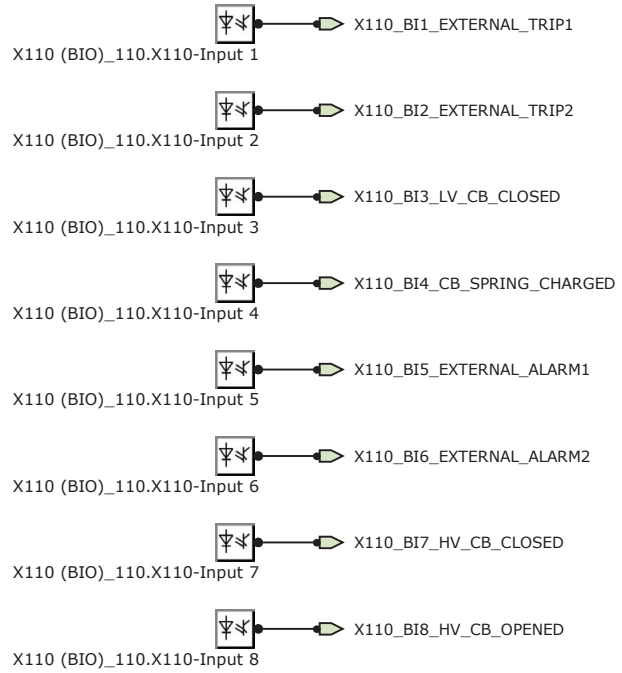 X110_BI1_EXTERNAL_TRIP1
X110 (BIO)_110.X110-Input 1
X110_BI2_EXTERNAL_TRIP2
X110 (BIO)_110.X110-Input 2
X110_BI3_LV_CB_CLOSED
X110 (BIO)_110.X110-Input 3
X110_BI4_CB_SPRING_CHARGED
X110 (BIO)_110.X110-Input 4
X110_BI5_EXTERNAL_ALARM1
X110 (BIO)_110.X110-Input 5
X110_BI6_EXTERNAL_ALARM2
X110 (BIO)_110.X110-Input 6
X110_BI7_HV_CB_CLOSED
X110 (BIO)_110.X110-Input 7
X110_BI8_HV_CB_OPENED
X110 (BIO)_110.X110-Input 8